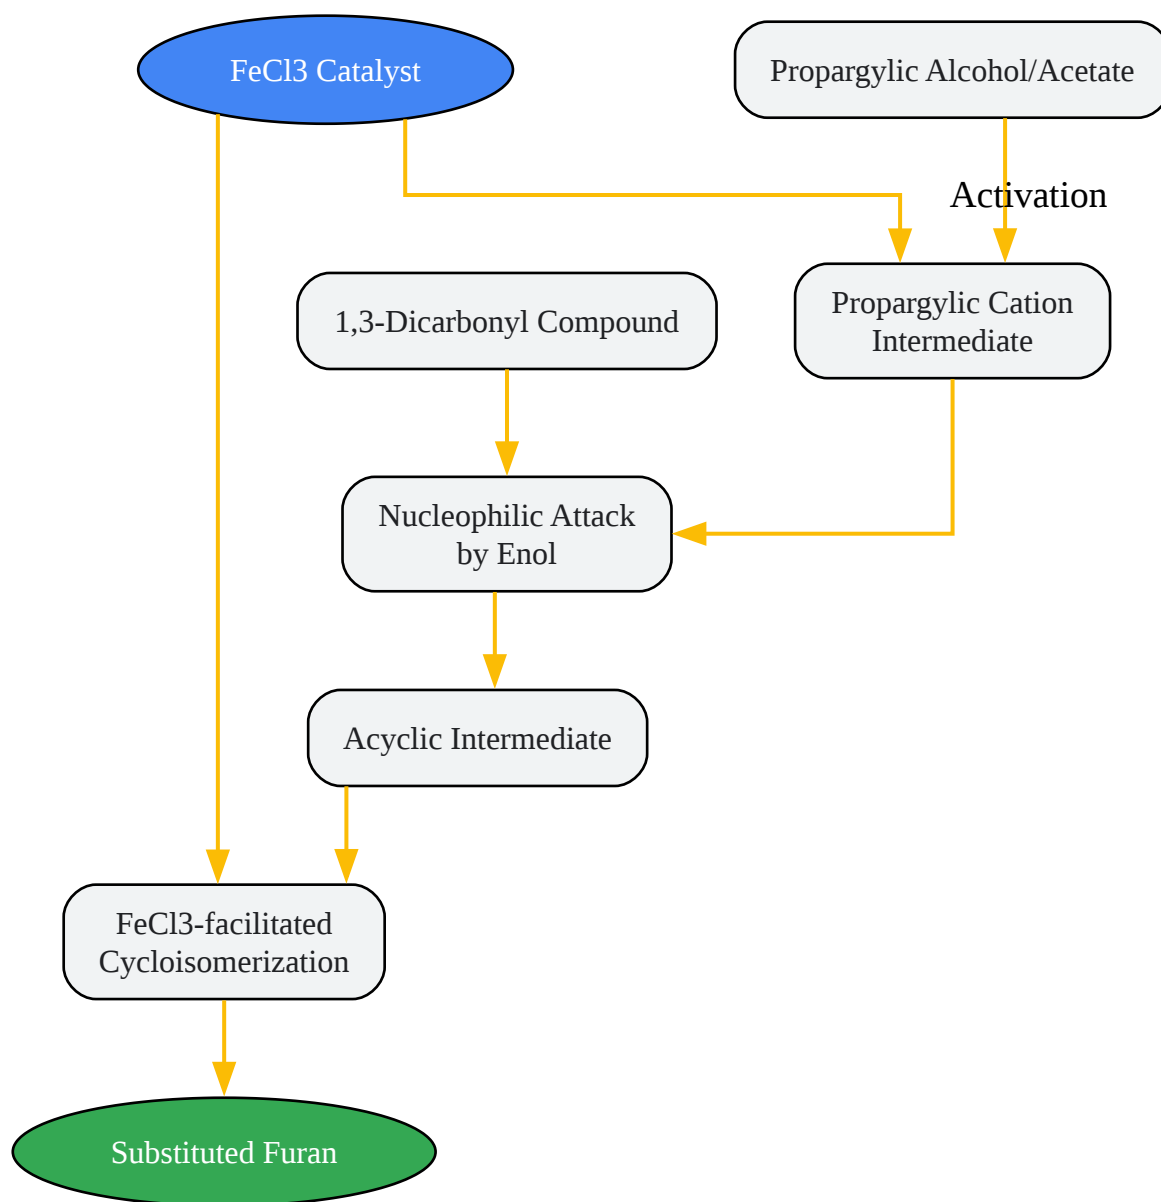 FeCl3 Catalyst
Propargylic Alcohol/Acetate
Activation
Propargylic Cation
Intermediate
1,3-Dicarbonyl Compound
Nucleophilic Attack
by Enol
Acyclic Intermediate
FeCl3-facilitated
Cycloisomerization
Substituted Furan